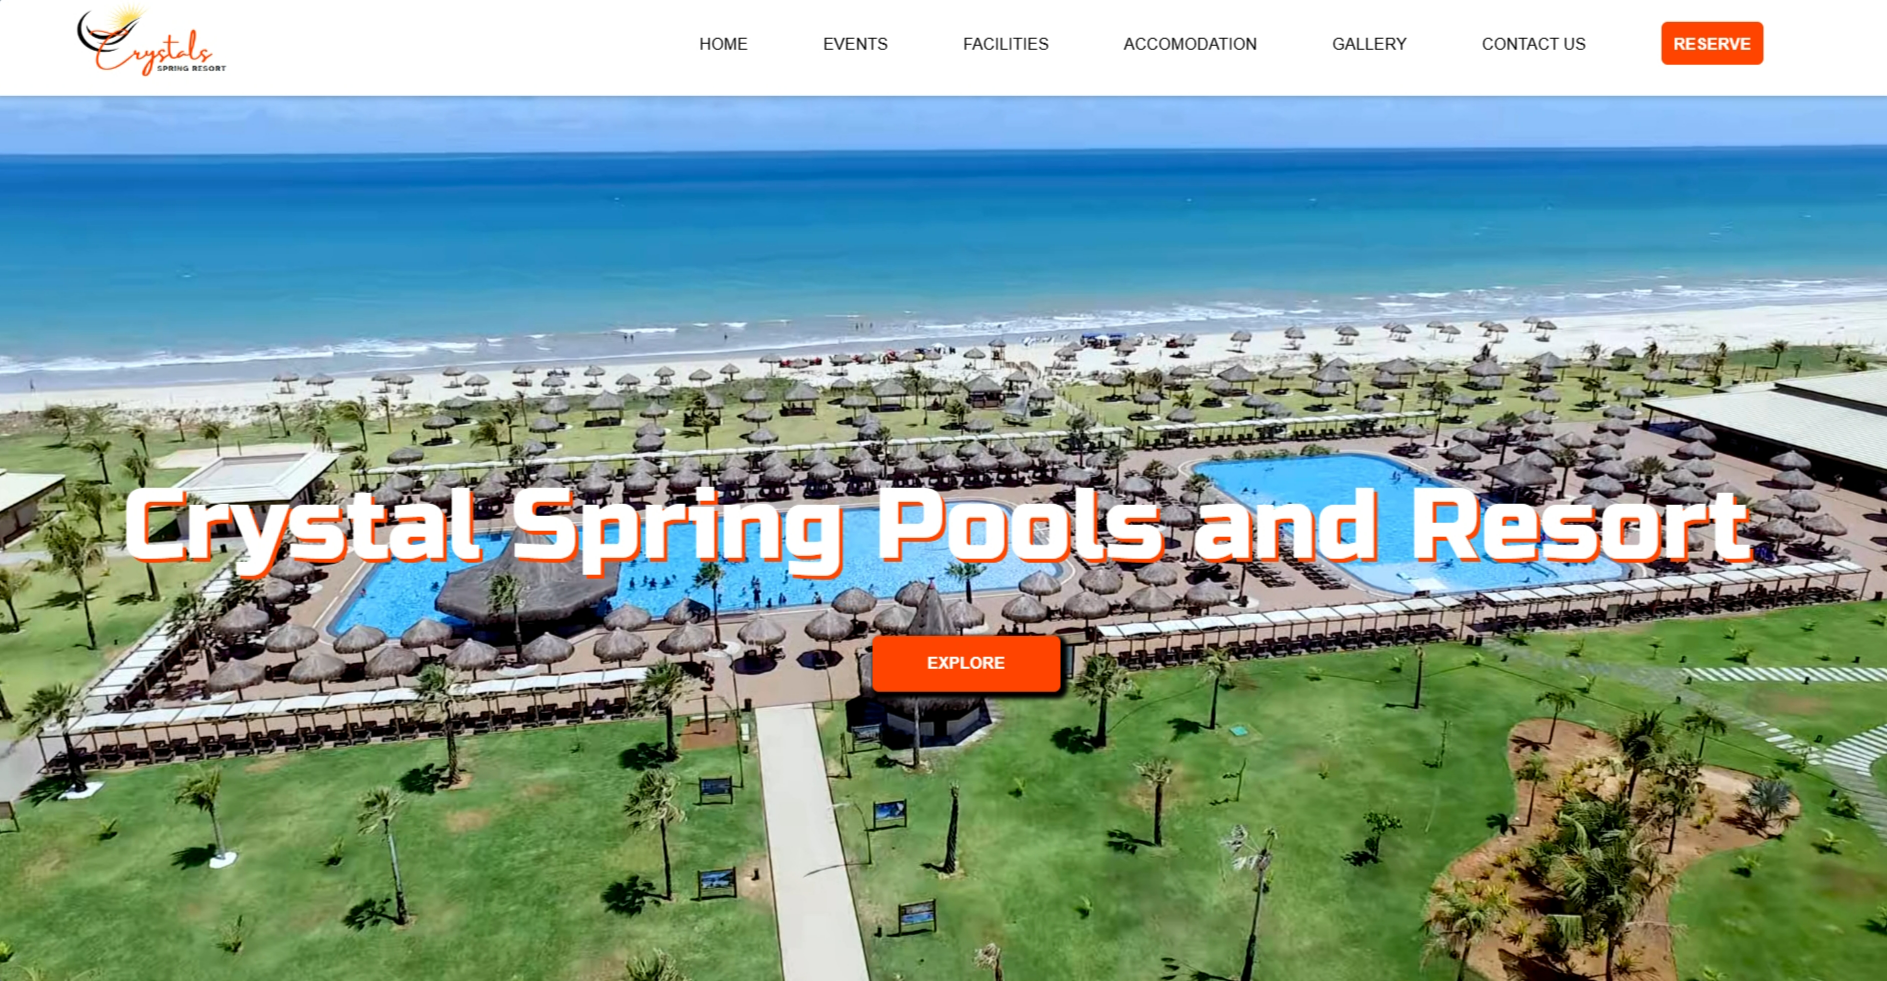 Crystals
SPRING RESORT
HOME
EVENTS
FACILITIES
ACCOMODATION
GALLERY
CONTACT US
RESERVE
Crystal Spring Pools and Resort
EXPLORE